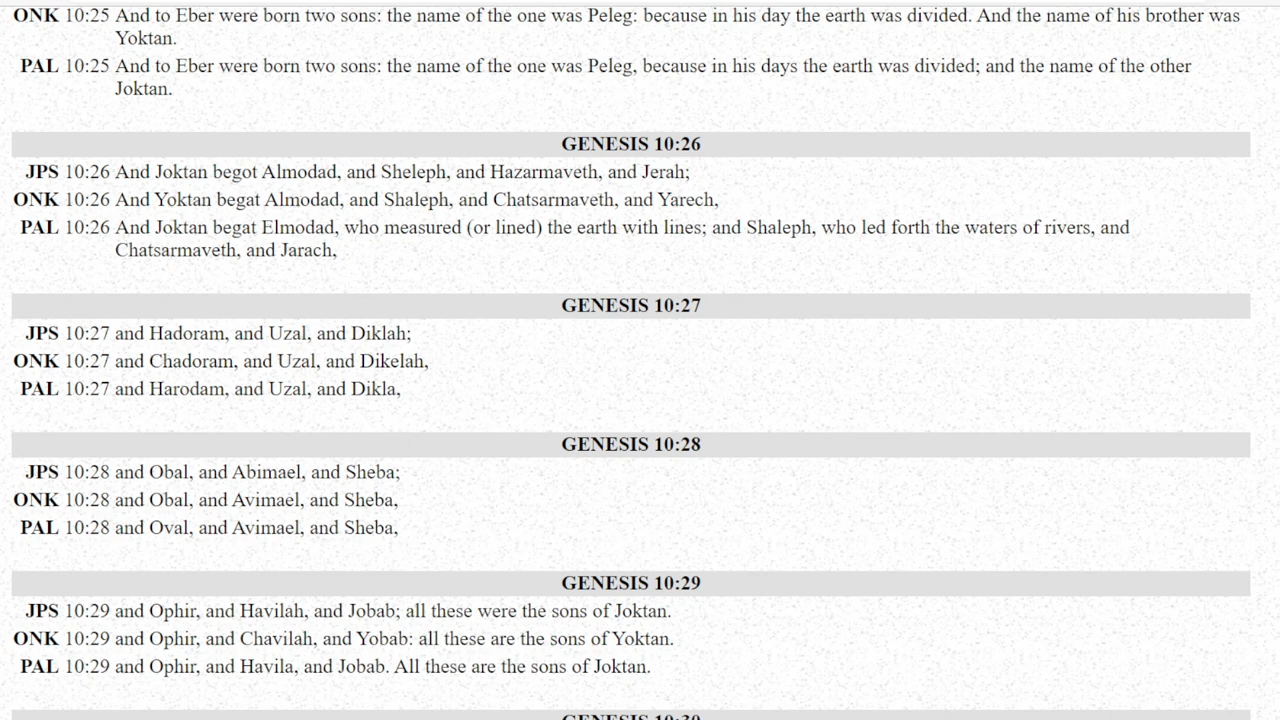 ONK 10:25 And to Eber were born two sons: the name of the one was Peleg: because in his day the earth was divided. And the name of his brother was
Yoktan.
PAL 10:25 And to Eber were born two sons: the name of the one was Peleg, because in his days the earth was divided; and the name of the other
Joktan.
GENESIS 10:26
JPS 10:26 And Joktan begot Almodad, and Sheleph, and Hazarmaveth, and Jerah;
ONK 10:26 And Yoktan begat Almodad, and Shaleph, and Chatsarmaveth, and Yarech,
PAL 10:26 And Joktan begat Elmodad, who measured (or lined) the earth with lines; and Shaleph, who led forth the waters of rivers, and
Chatsarmaveth, and Jarach,
GENESIS 10:27
JPS 10:27 and Hadoram, and Uzal, and Diklah;
ONK 10:27 and Chadoram, and Uzal, and Dikelah,
PAL 10:27 and Harodam, and Uzal, and Dikla,
GENESIS 10:28
JPS 10:28 and Obal, and Abimael, and Sheba;
ONK 10:28 and Obal, and Avimael, and Sheba,
PAL 10:28 and Oval, and Avimael, and Sheba,
GENESIS 10:29
JPS 10:29 and Ophir, and Havilah, and Jobab; all these were the sons of Joktan.
ONK 10:29 and Ophir, and Chavilah, and Yobab: all these are the sons of Yoktan.
PAL 10:29 and Ophir, and Havila, and Jobab. All these are the sons of Joktan.
GENESIS 10:30